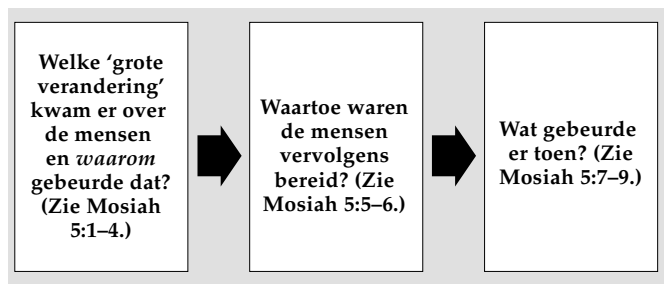 Welke ‘grote
verandering’
kwam er over
de mensen
en waarom
gebeurde dat?
(Zie Mosiah
5:1–4.)
Waartoe waren
de mensen
vervolgens
bereid? (Zie
Mosiah 5:5–6.)
Wat gebeurde
er toen? (Zie
Mosiah 5:7–9.)